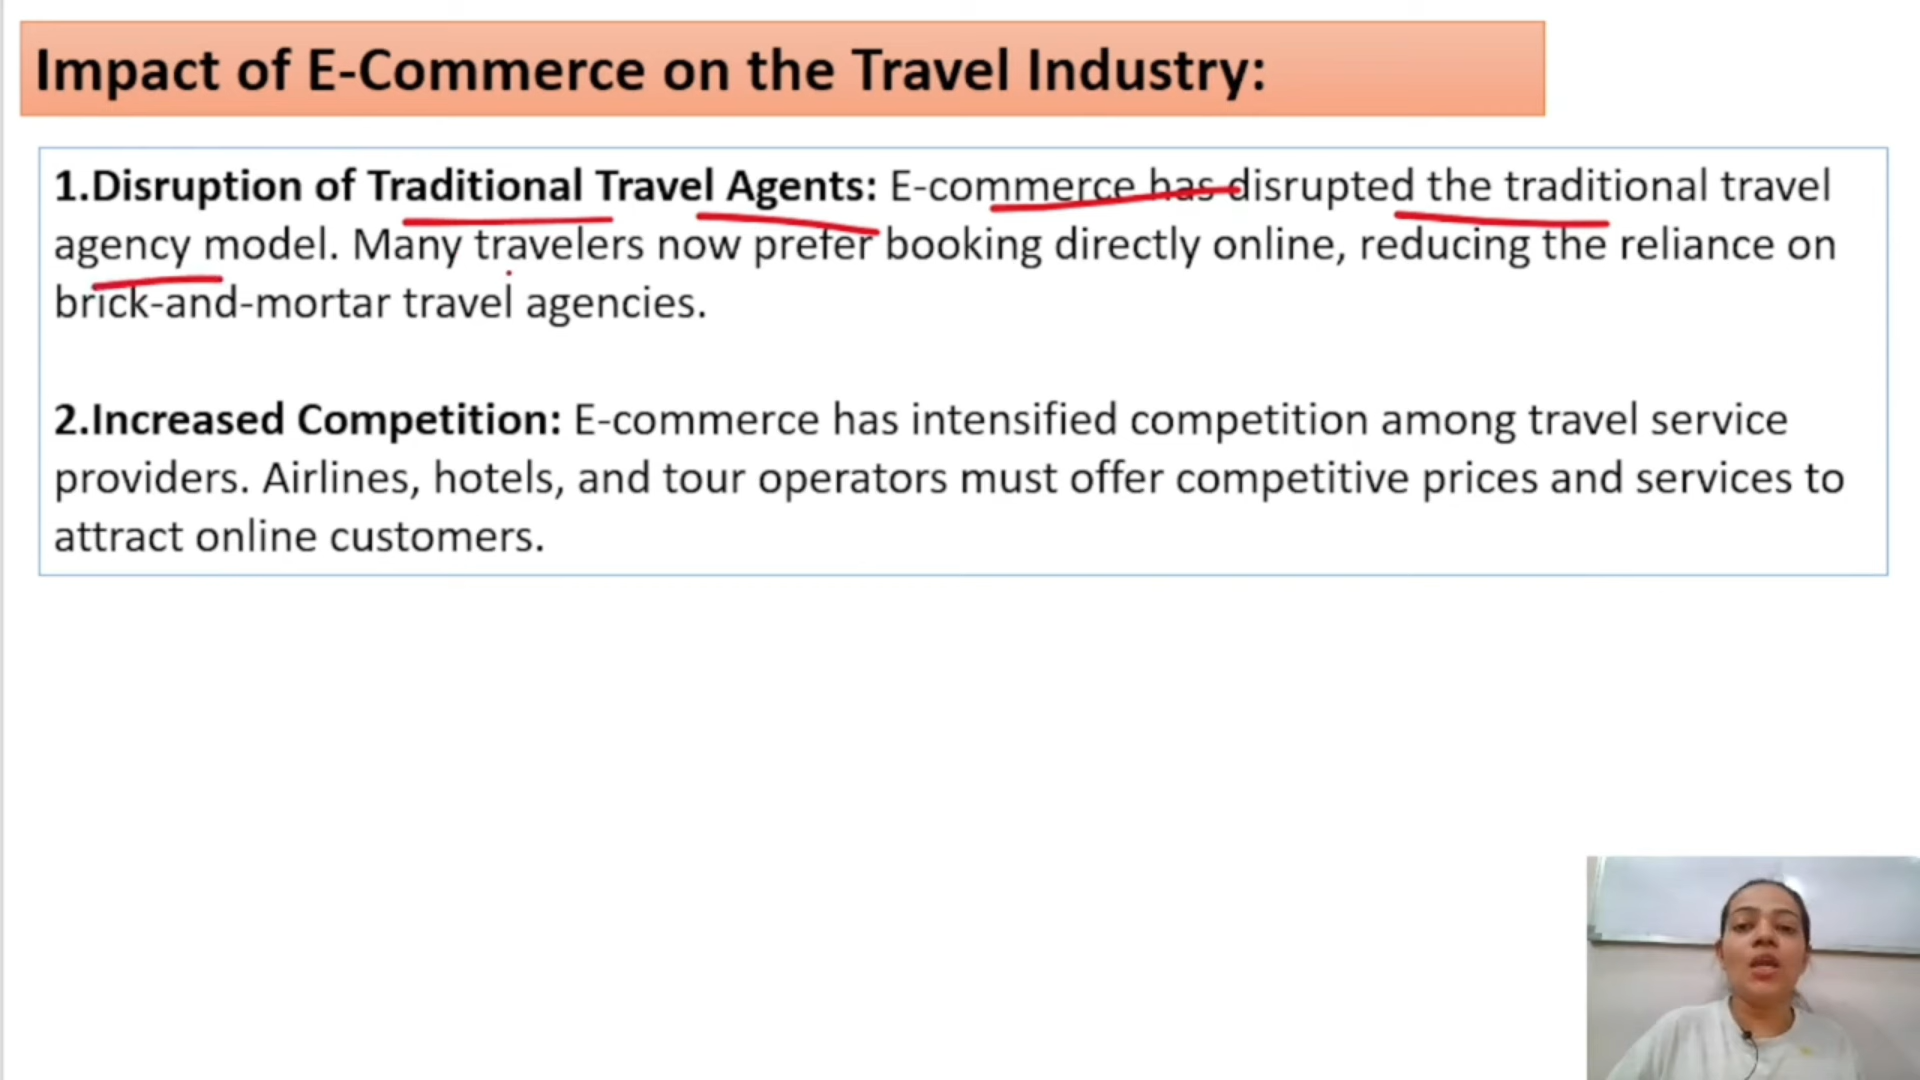 Impact of E-Commerce on the Travel Industry:
1.Disruption of Traditional Travel Agents: E-commerce has disrupted the traditional travel
agency model. Many travelers now prefer booking directly online, reducing the reliance on
brick-and-mortar travel agencies.
2.Increased Competition: E-commerce has intensified competition among travel service
providers. Airlines, hotels, and tour operators must offer competitive prices and services to
attract online customers.